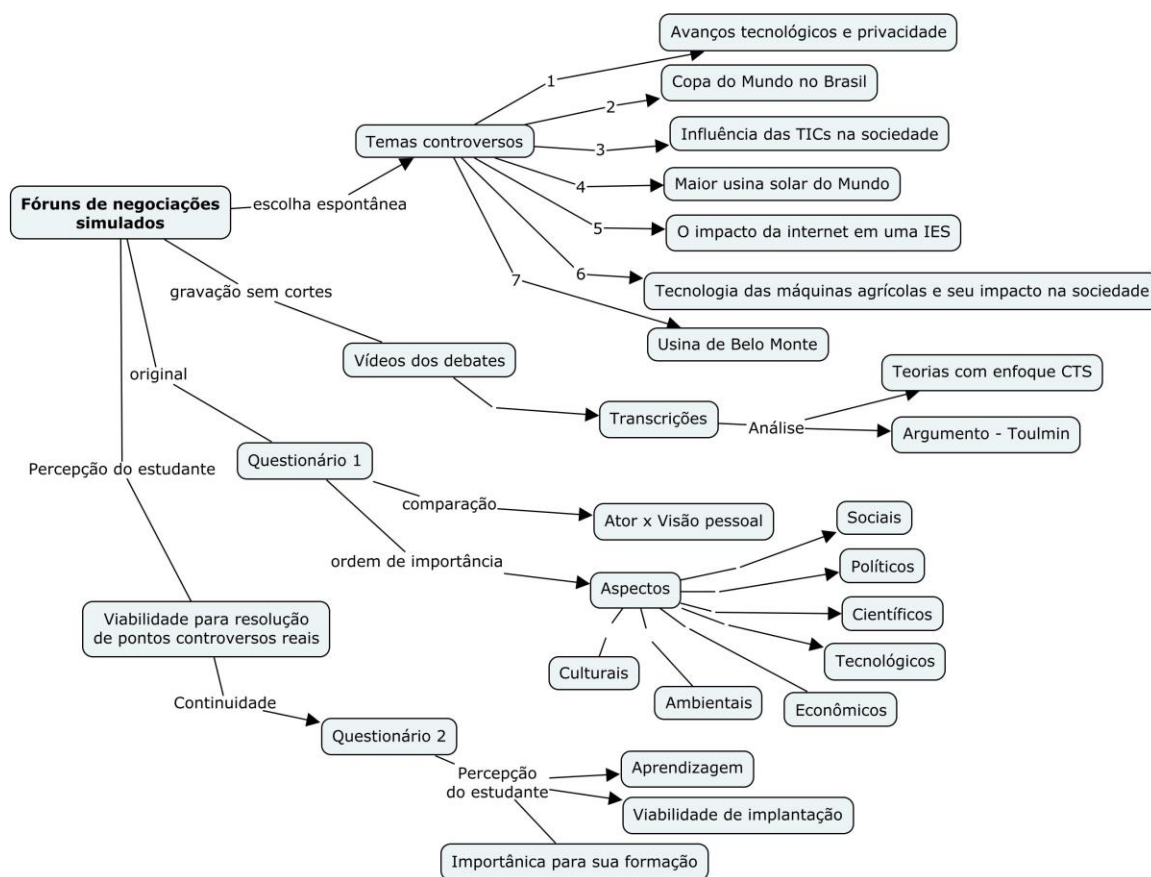 Avanços tecnológicos e privacidade
1
Copa do Mundo no Brasil
2
Temas controversos
3
Influência das TICs na sociedade
4
Maior usina solar do Mundo
Fóruns de negociações
simulados
escolha espontânea
5
O impacto da internet em uma IES
6
7
Tecnologia das máquinas agrícolas e seu impacto na sociedade
gravação sem cortes
Usina de Belo Monte
Vídeos dos debates
original
Teorias com enfoque CTS
Transcrições
Análise
Argumento - Toulmin
Percepção do estudante
Questionário 1
comparação
Ator x Visão pessoal
Sociais
ordem de importância
Políticos
Aspectos
Científicos
Viabilidade para resolução
de pontos controversos reais
Tecnológicos
Culturais
Ambientais
Econômicos
Continuidade
Questionário 2
Percepção
do estudante
Aprendizagem
Viabilidade de implantação
Importânica para sua formação